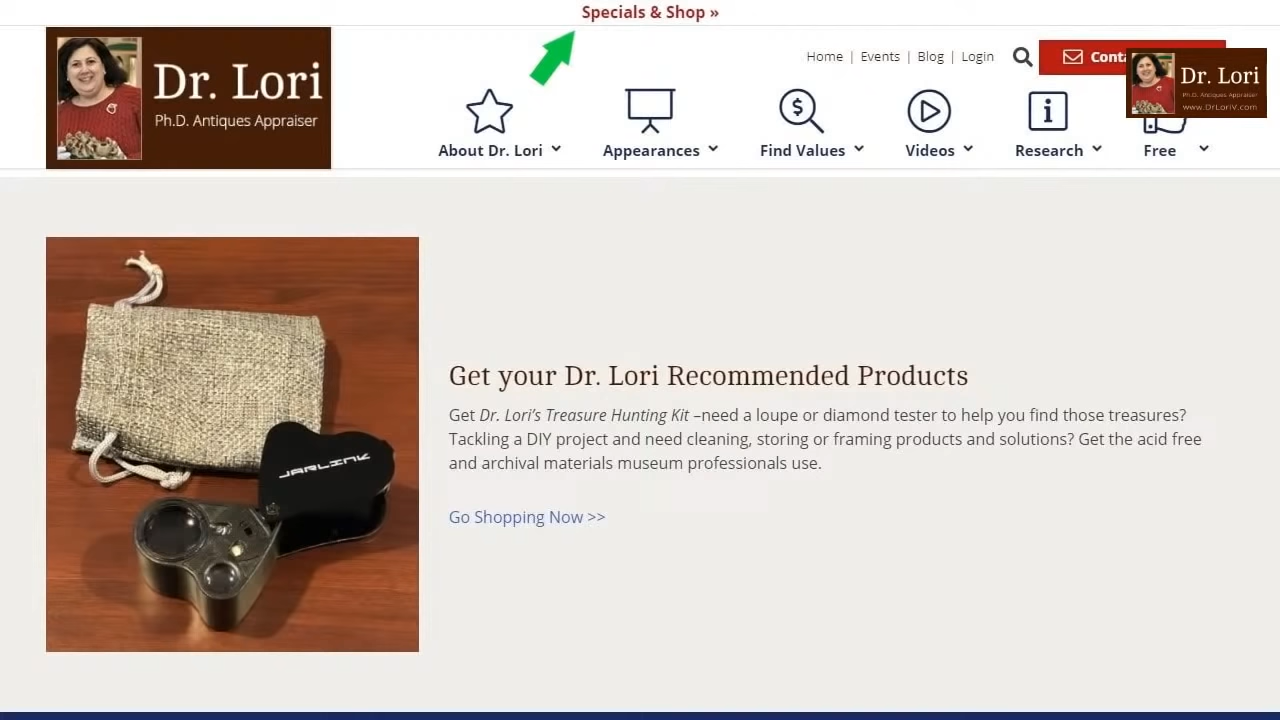 Specials & Shop »
Dr. Lori
Ph.D. Antiques Appraiser
Home | Events | Blog | Login
Dr. Lori
Ph.D. Antiques Appraiser
www.DrLoriV.com
About Dr. Lori
Appearances
Find Values
Videos
Research
Free
JARLINK
Get your Dr. Lori Recommended Products
Get Dr. Lori's Treasure Hunting Kit –need a loupe or diamond tester to help you find those treasures?
Tackling a DIY project and need cleaning, storing or framing products and solutions? Get the acid free
and archival materials museum professionals use.
Go Shopping Now >>